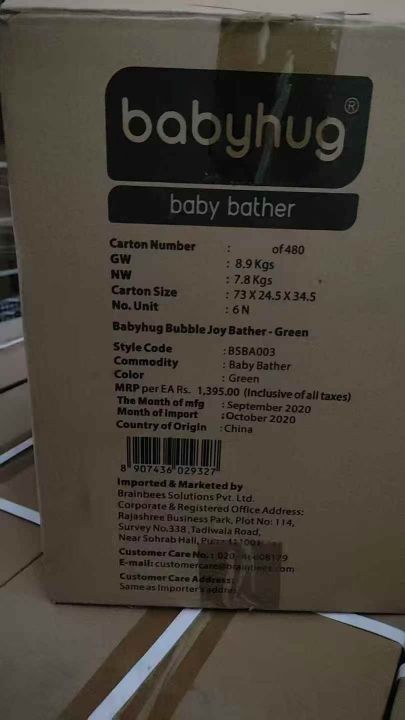 babyhug®
baby bather
Carton Number : of 480
GW : 8.9 Kgs
NW : 7.8 Kgs
Carton Size : 73 X 24.5 X 34.5
No. Unit : 6 N
Babyhug Bubble Joy Bather - Green
Style Code : BSBA003
Commodity : Baby Bather
Color : Green
MRP per EA Rs. 1,395.00 (Inclusive of all taxes)
The Month of mfg : September 2020
Month of import : October 2020
Country of Origin : China
8 907436 029327
Imported & Marketed by
Brainbees Solutions Pvt. Ltd.
Corporate & Registered Office Address:
Rajashree Business Park, Plot No: 114,
Survey No.338, Tadiwala Road,
Near Sohrab Hall,
Customer Care No.: 020-
E-mail: customercare@brainbees.com
Customer Care Address:
Same as Importer's addres